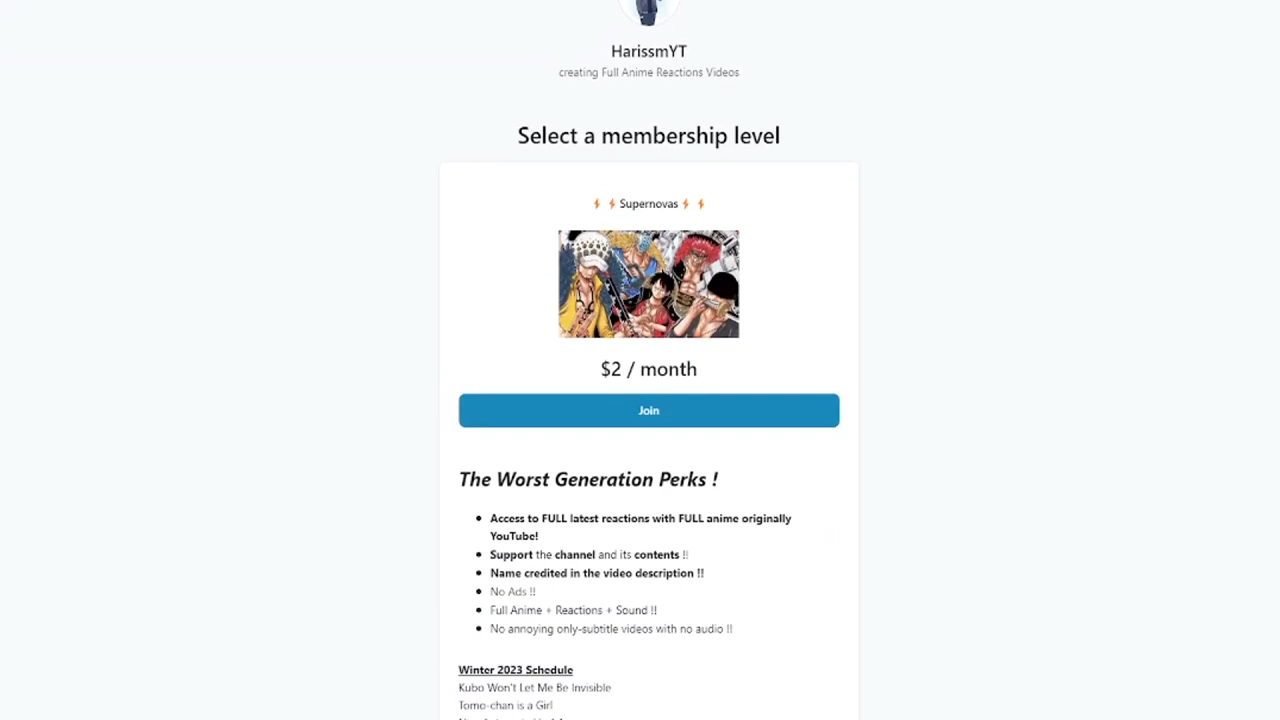 HarissmYT
creating Full Anime Reactions Videos
Select a membership level
Supernovas
$2 / month
Join
The Worst Generation Perks !
Access to FULL latest reactions with FULL anime originally
YouTube!
Support the channel and its contents !!
Name credited in the video description !!
No Ads !!
Full Anime + Reactions + Sound !!
No annoying only-subtitle videos with no audio !!
Winter 2023 Schedule
Kubo Won't Let Me Be Invisible
Tomo-chan is a Girl